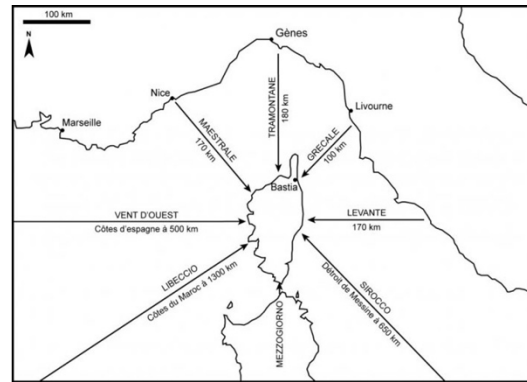 100 km
N
Gênes
Nice
Livourne
Marseille
TRAMONTANE
180 km
MAESTRALE
170 km
GRECALE
100 km
Bastia
VENT D'OUEST
Côtes d'espagne à 500 km
LEVANTE
170 km
LIBECCIO
Côtes du Maroc à 1300 km
SIROCCO
Détroit de Messine à 650 km
MEZZOGIORNO